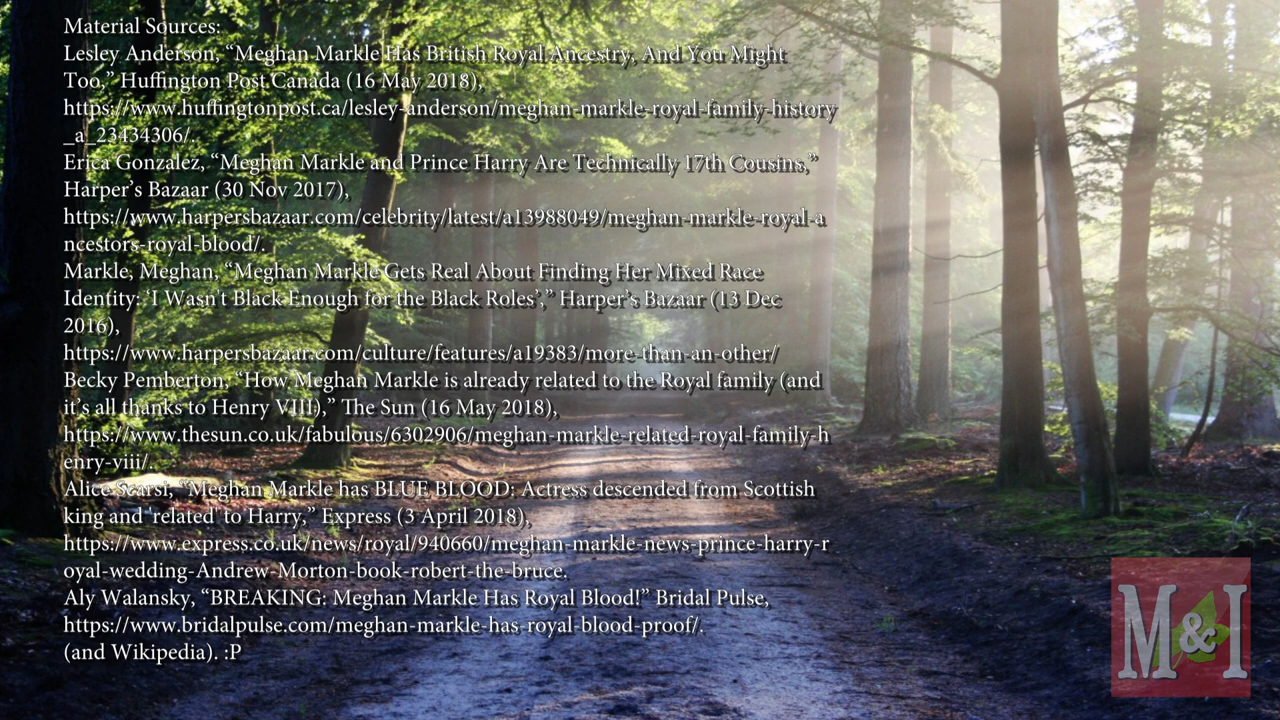 Material Sources:
Lesley Anderson, “Meghan Markle Has British Royal Ancestry, And You Might
Too,” Huffington Post Canada (16 May 2018),
https://www.huffingtonpost.ca/lesley-anderson/meghan-markle-royal-family-history
_a_23434306/.
Erica Gonzalez, “Meghan Markle and Prince Harry Are Technically 17th Cousins,”
Harper’s Bazaar (30 Nov 2017),
https://www.harpersbazaar.com/celebrity/latest/a13988049/meghan-markle-royal-a
ncestors-royal-blood/.
Markle, Meghan, “Meghan Markle Gets Real About Finding Her Mixed Race
Identity: ‘I Wasn't Black Enough for the Black Roles’,” Harper’s Bazaar (13 Dec
2016),
https://www.harpersbazaar.com/culture/features/a19383/more-than-an-other/
Becky Pemberton, “How Meghan Markle is already related to the Royal family (and
it’s all thanks to Henry VIII),” The Sun (16 May 2018),
https://www.thesun.co.uk/fabulous/6302906/meghan-markle-related-royal-family-h
enry-viii/.
Alice Scarsi, “Meghan Markle has BLUE BLOOD: Actress descended from Scottish
king and 'related' to Harry,” Express (3 April 2018),
https://www.express.co.uk/news/royal/940660/meghan-markle-news-prince-harry-r
oyal-wedding-Andrew-Morton-book-robert-the-bruce.
Aly Walansky, “BREAKING: Meghan Markle Has Royal Blood!” Bridal Pulse,
https://www.bridalpulse.com/meghan-markle-has-royal-blood-proof/.
(and Wikipedia). :P
M&I